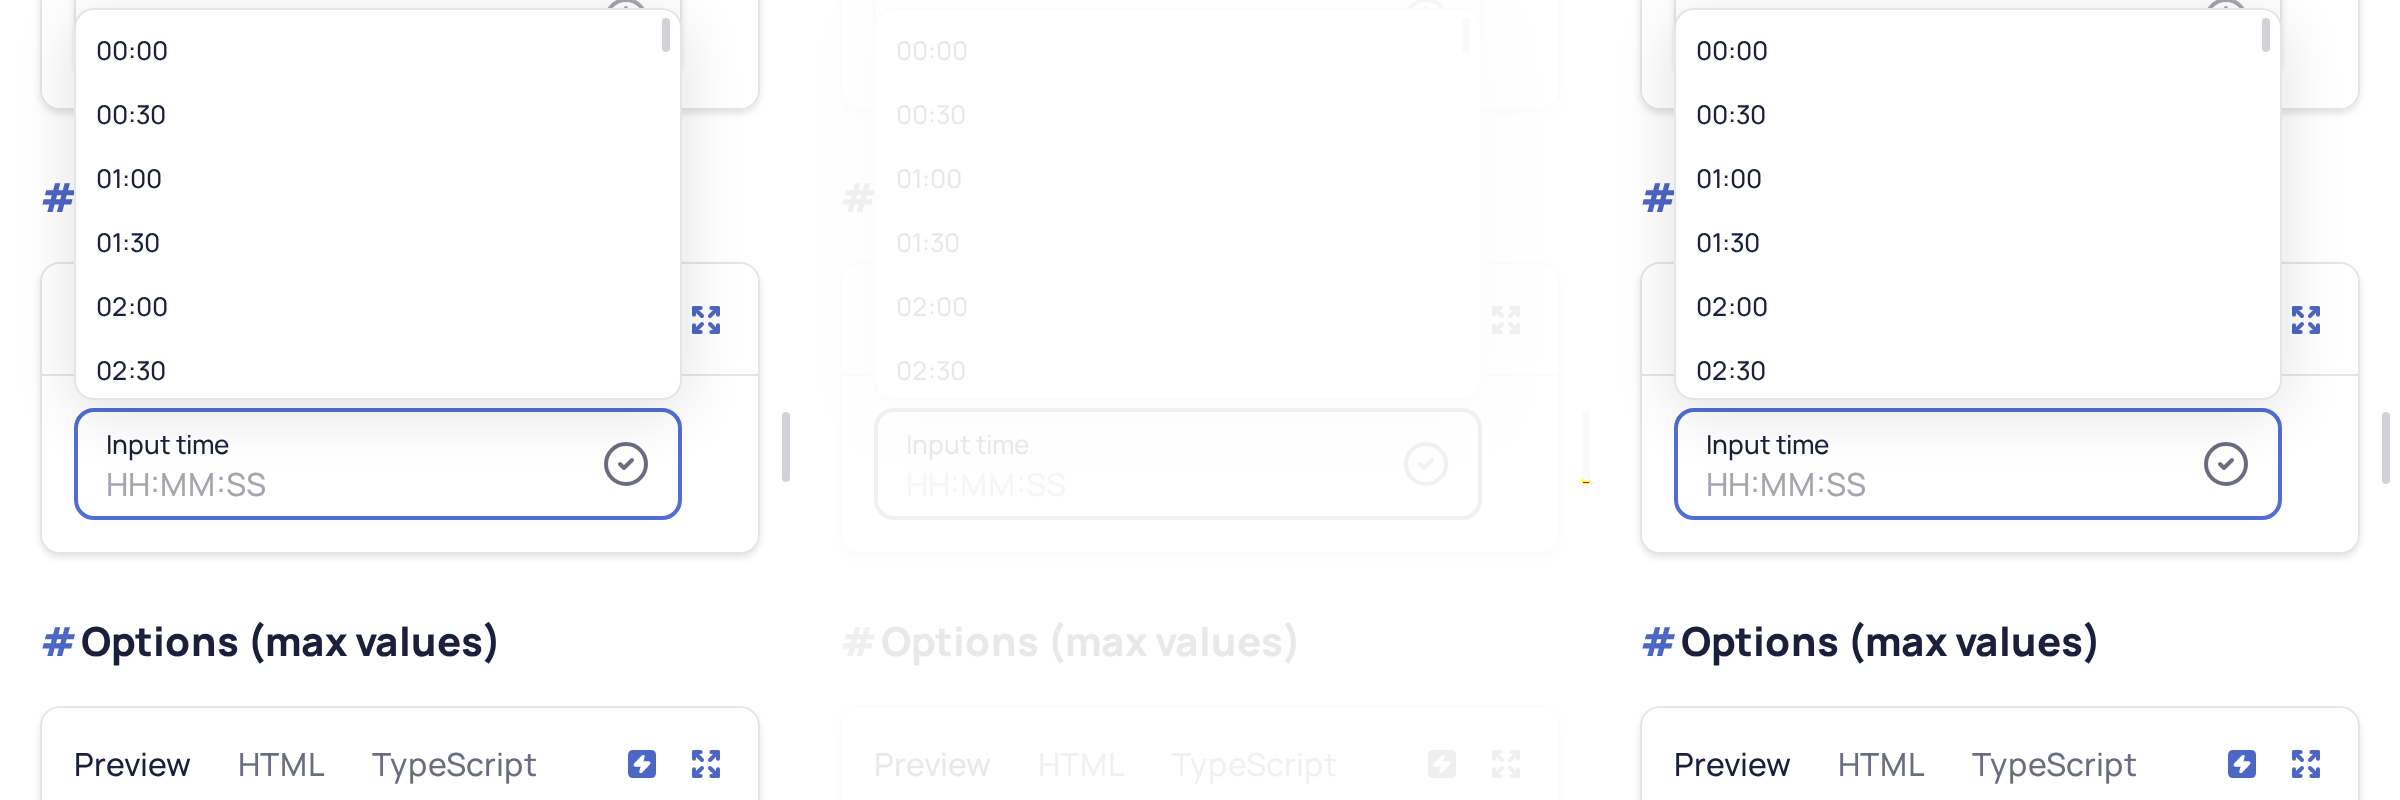 00:00
00:30
01:00
#
01:30
02:00
02:30
Input time
HH:MM:SS
# Options (max values)
Preview HTML TypeScript
00:00
00:30
01:00
#
01:30
02:00
02:30
Input time
HH:MM:SS
# Options (max values)
Preview HTML TypeScript
00:00
00:30
01:00
#
01:30
02:00
02:30
Input time
HH:MM:SS
# Options (max values)
Preview HTML TypeScript